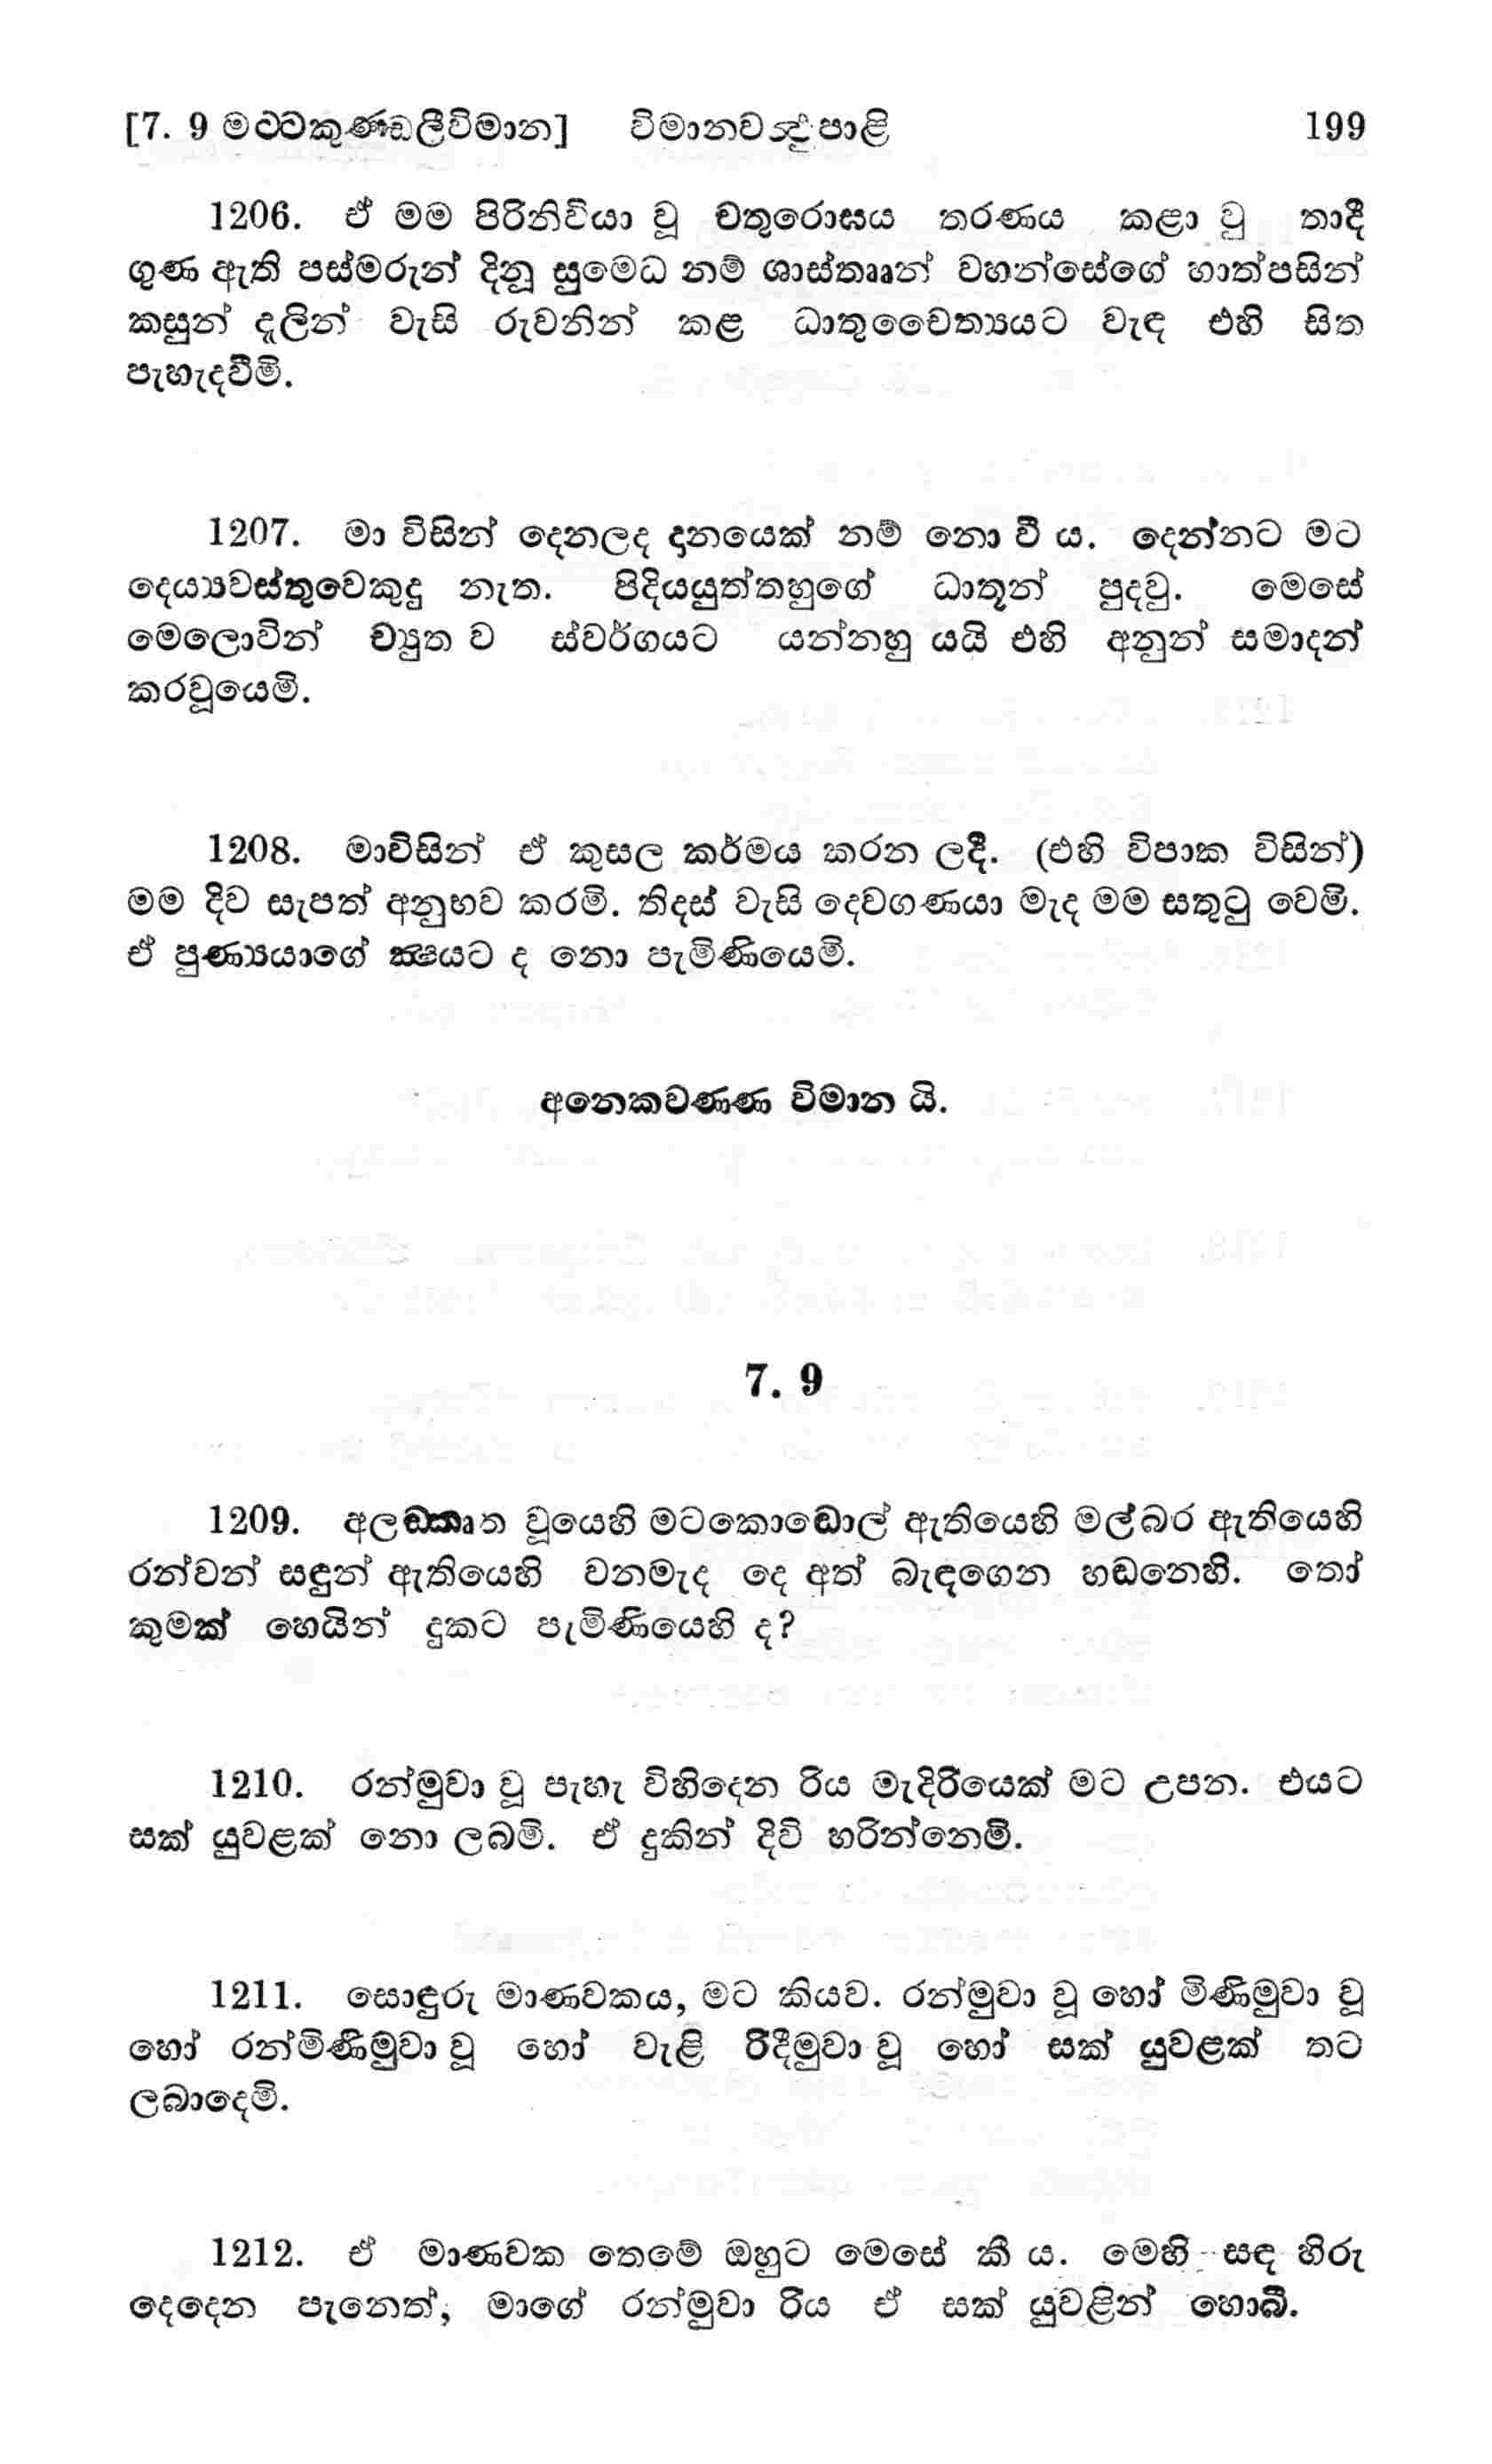 [7. 9 මට්ටකුණ්ඩලීවිමාන] විමානවත්ථුපාළි 199
1206. ඒ මම පිරිනිවියා වූ චතුරොඝය තරණය කළා වු තාදී
ගුණ ඇති පස්මරුන් දිනූ සුමෙධ නම් ශාස්තෲන් වහන්සේගේ හාත්පසින්
කසුන් දැලින් වැසි රුවනින් කළ ධාතුචෛත්‍යයට වැඳ එහි සිත
පැහැදවීමි.
1207. මා විසින් දෙනලද දානයෙක් නම් නො වී ය. දෙන්නට මට
දෙය්‍යවස්තුවෙකුදු නැත. පිදියයුත්තහුගේ ධාතූන් පුදවු. මෙසේ
මෙලොවින් ච්‍යුත ව ස්වර්ගයට යන්නහු යයි එහි අනුන් සමාදන්
කරවූයෙමි.
1208. මාවිසින් ඒ කුසල කර්මය කරන ලදී. (එහි විපාක විසින්)
මම දිව සැපත් අනුභව කරමි. තිදස් වැසි දෙවගණයා මැද මම සතුටු වෙමි.
ඒ පුණ්‍යයාගේ ක්‍ෂයට ද නො පැමිණියෙමි.
අනෙකවණ්ණ විමාන යි.
7. 9
1209. අලඞ්කෘත වූයෙහි මටකොඬොල් ඇතියෙහි මල්බර ඇතියෙහි
රන්වන් සඳුන් ඇතියෙහි වනමැද දෙ අත් බැඳගෙන හඬනෙහි. තෝ
කුමක් හෙයින් දුකට පැමිණියෙහි ද?
1210. රන්මුවා වූ පැහැ විහිදෙන රිය මැදිරියෙක් මට උපන. එයට
සක් යුවළක් නො ලබමි. ඒ දුකින් දිවි හරින්නෙමි.
1211. සොඳුරු මාණවකය, මට කියව. රන්මුවා වූ හෝ මිණිමුවා වූ
හෝ රන්මිණිමුවා වූ හෝ වැළි රිදීමුවා වූ හෝ සක් යුවළක් තට
ලබාදෙමි.
1212. ඒ මාණවක තෙමේ ඔහුට මෙසේ කී ය. මෙහි සඳ හිරු
දෙදෙන පැනෙත්, මාගේ රන්මුවා රිය ඒ සක් යුවළින් හොබී.